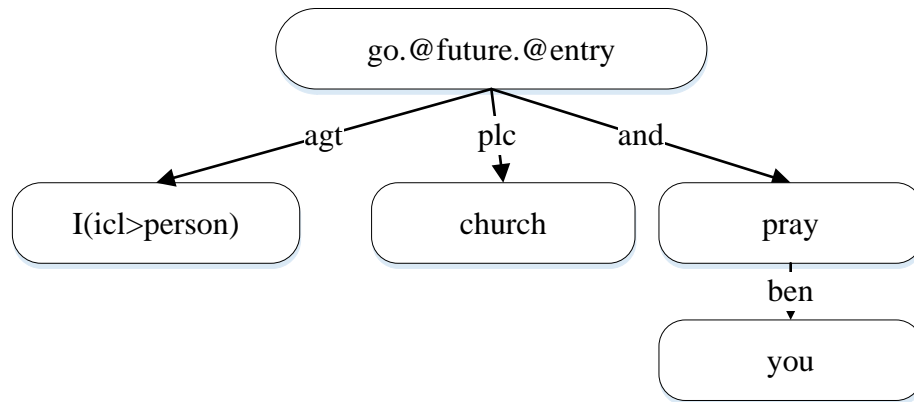 go.@future.@entry
agt
plc
and
I(icl>person)
church
pray
ben
you